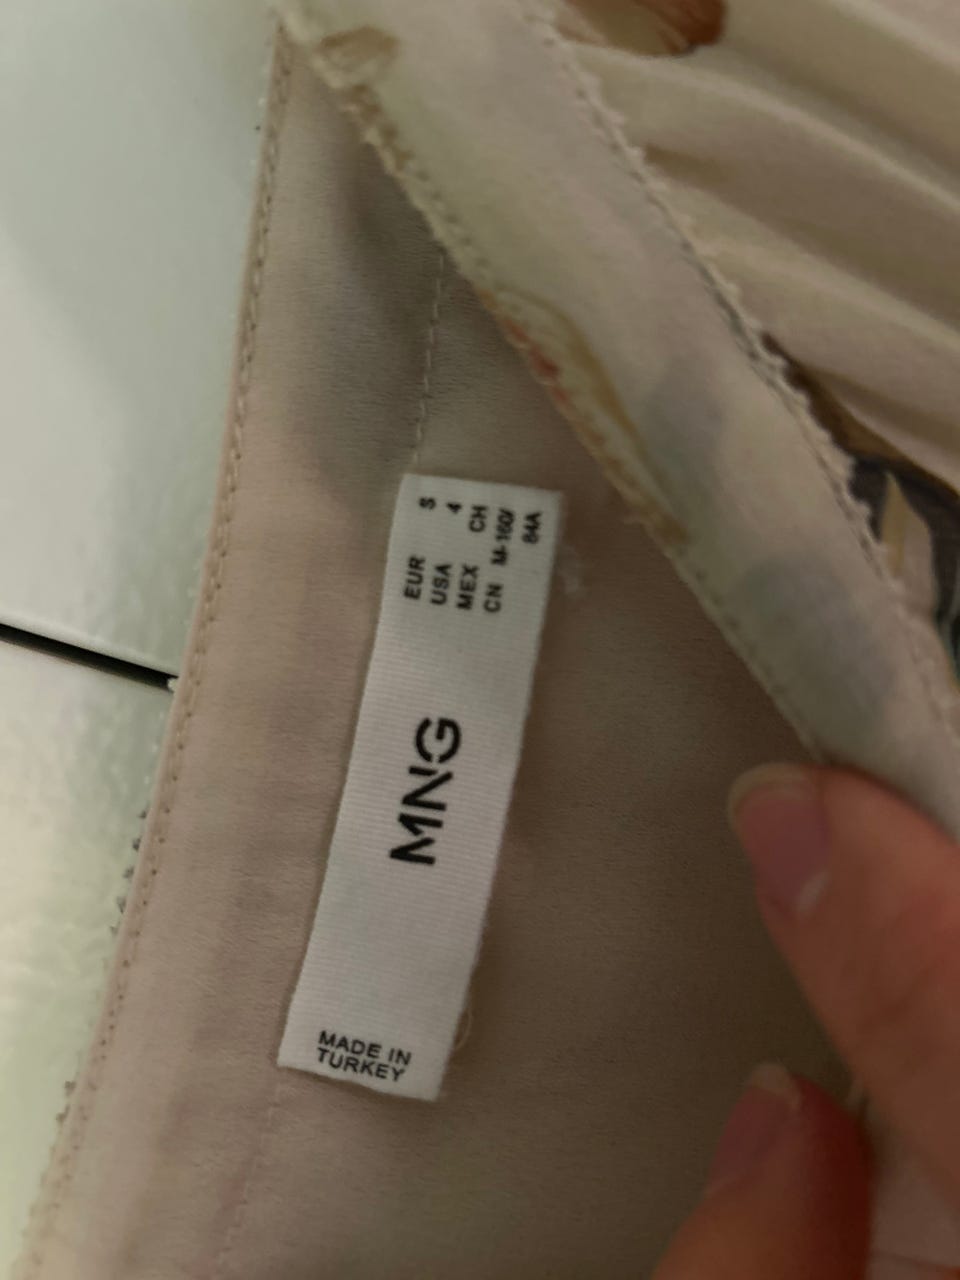 EUR S
USA 4
MEX CH
CN M-160/
84A
MNG
MADE IN
TURKEY